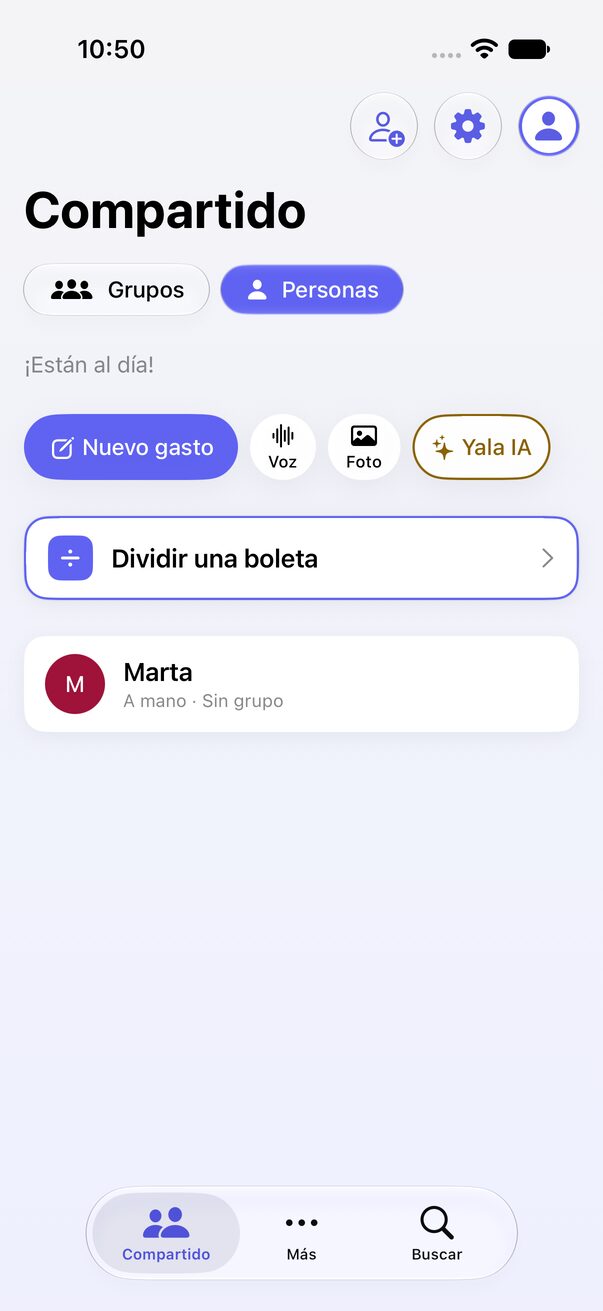 10:50
Compartido
Grupos
Personas
¡Están al día!
Nuevo gasto
Voz
Foto
Yala IA
Dividir una boleta
M
Marta
A mano · Sin grupo
Compartido
Más
Buscar